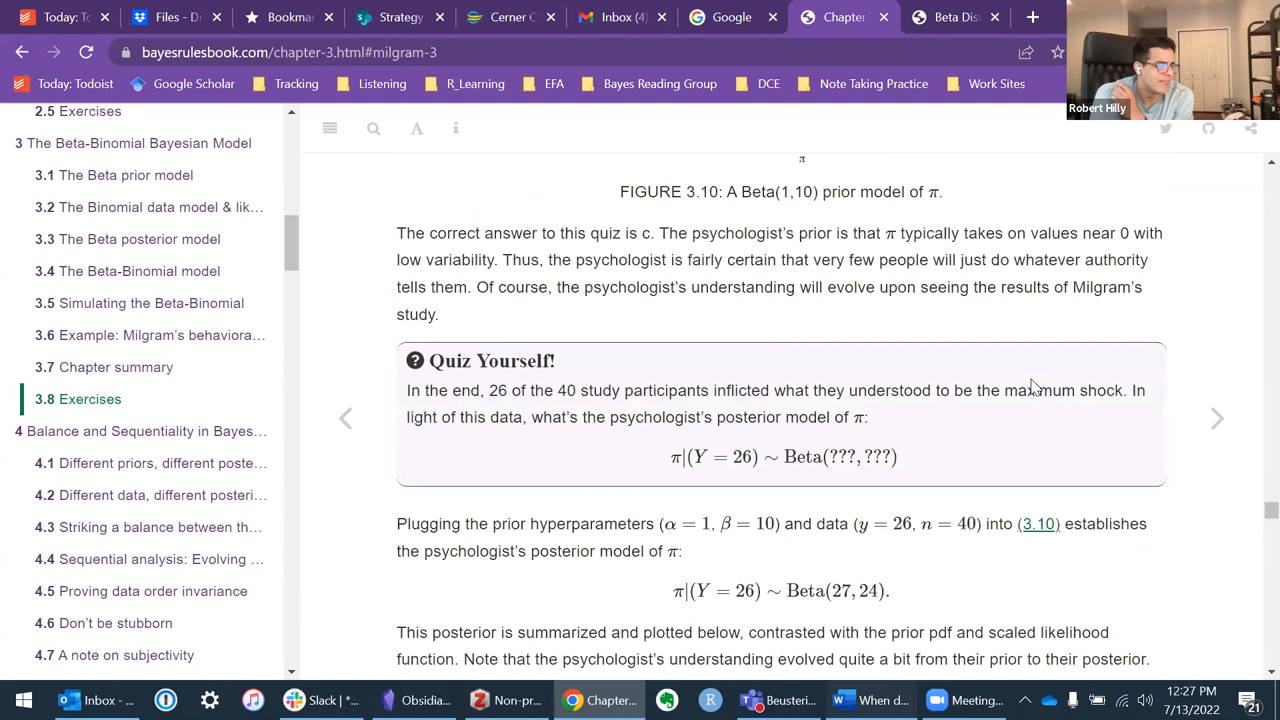 Today: To
Files - Dr
Bookmar
Strategy
Cerner C
Inbox (4)
Google
Chapter
Beta Dis
bayesrulesbook.com/chapter-3.html#milgram-3
Today: Todoist
Google Scholar
Tracking
Listening
R_Learning
EFA
Bayes Reading Group
DCE
Note Taking Practice
Work Sites
Robert Hilly
2.5 Exercises
3 The Beta-Binomial Bayesian Model
3.1 The Beta prior model
3.2 The Binomial data model & lik...
3.3 The Beta posterior model
3.4 The Beta-Binomial model
3.5 Simulating the Beta-Binomial
3.6 Example: Milgram's behaviora...
3.7 Chapter summary
3.8 Exercises
4 Balance and Sequentiality in Bayes...
4.1 Different priors, different poste...
4.2 Different data, different posteri...
4.3 Striking a balance between th...
4.4 Sequential analysis: Evolving ...
4.5 Proving data order invariance
4.6 Don't be stubborn
4.7 A note on subjectivity
π
FIGURE 3.10: A Beta(1,10) prior model of π.
The correct answer to this quiz is c. The psychologist's prior is that π typically takes on values near 0 with
low variability. Thus, the psychologist is fairly certain that very few people will just do whatever authority
tells them. Of course, the psychologist's understanding will evolve upon seeing the results of Milgram's
study.
Quiz Yourself!
In the end, 26 of the 40 study participants inflicted what they understood to be the maximum shock. In
light of this data, what's the psychologist's posterior model of π:
π|(Y = 26) ∼ Beta(???, ???)
Plugging the prior hyperparameters (α = 1, β = 10) and data (y = 26, n = 40) into (3.10) establishes
the psychologist's posterior model of π:
π|(Y = 26) ∼ Beta(27, 24).
This posterior is summarized and plotted below, contrasted with the prior pdf and scaled likelihood
function. Note that the psychologist's understanding evolved quite a bit from their prior to their posterior.
Inbox - ...
Slack | *...
Obsidia...
Non-pr...
Chapter...
Beusteri...
When d...
Meeting...
12:27 PM
7/13/2022
21